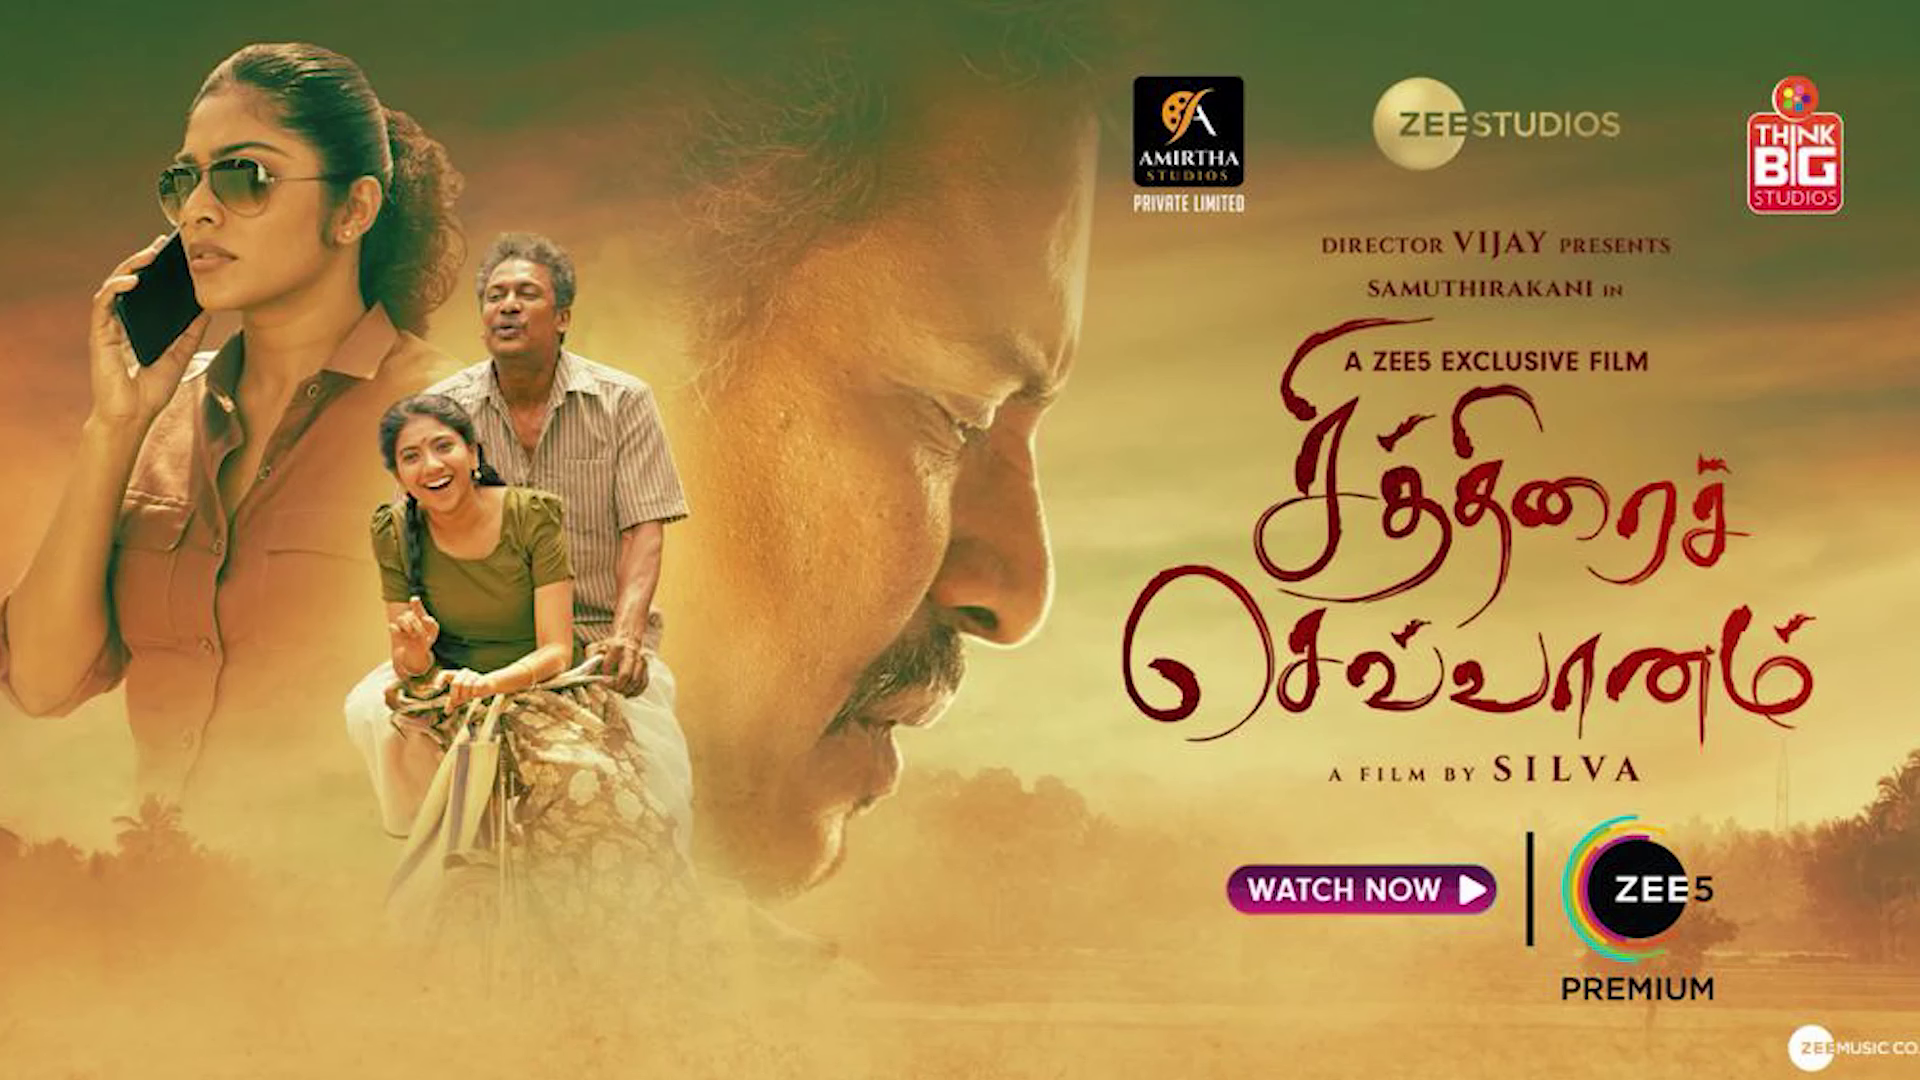 AMIRTHA
STUDIOS
PRIVATE LIMITED
ZEESTUDIOS
THINK
BIG
STUDIOS
DIRECTOR VIJAY PRESENTS
SAMUTHIRAKANI IN
A ZEE5 EXCLUSIVE FILM
சித்திரைச்
செவ்வானம்
A FILM BY SILVA
WATCH NOW
ZEE5
PREMIUM
ZEEMUSIC CO.